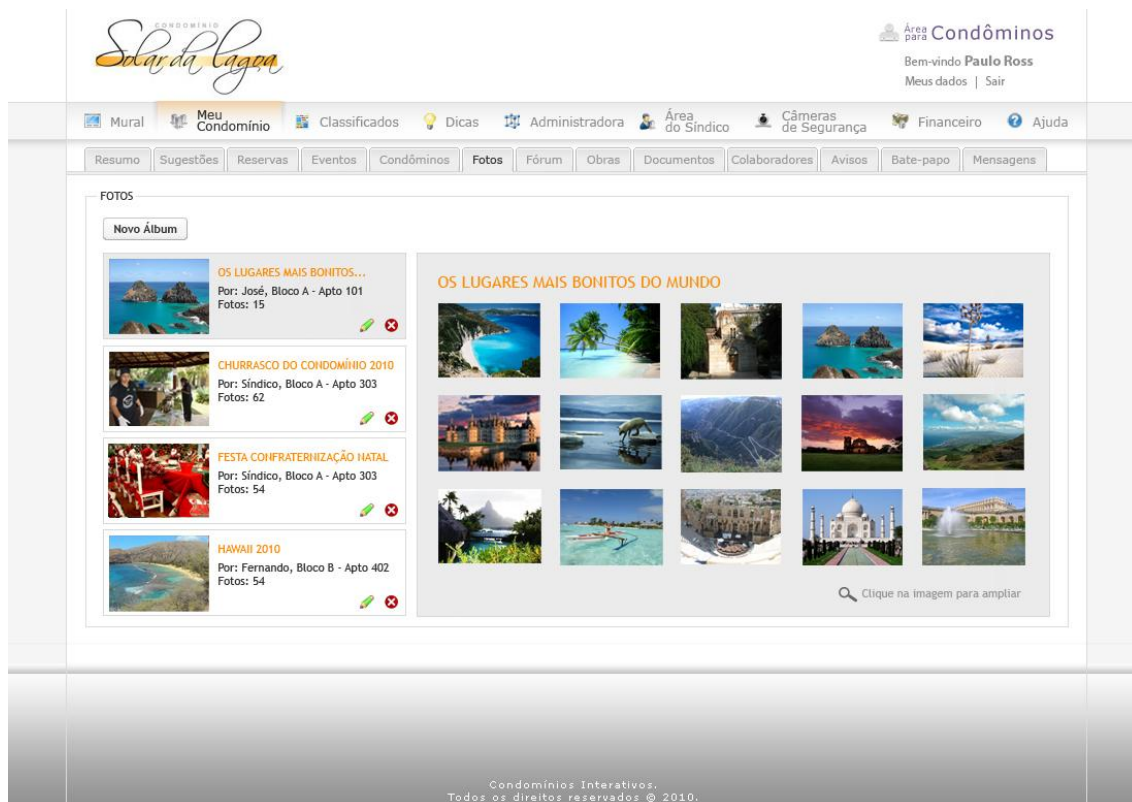 CONDOMÍNIO
Solar da Lagoa
Área para Condôminos
Bem-vindo Paulo Ross
Meus dados | Sair
Mural
Meu Condomínio
Classificados
Dicas
Administradora
Área do Síndico
Câmeras de Segurança
Financeiro
Ajuda
Resumo
Sugestões
Reservas
Eventos
Condôminos
Fotos
Fórum
Obras
Documentos
Colaboradores
Avisos
Bate-papo
Mensagens
FOTOS
Novo Álbum
OS LUGARES MAIS BONITOS...
Por: José, Bloco A - Apto 101
Fotos: 15
CHURRASCO DO CONDOMÍNIO 2010
Por: Síndico, Bloco A - Apto 303
Fotos: 62
FESTA CONFRATERNIZAÇÃO NATAL
Por: Síndico, Bloco A - Apto 303
Fotos: 54
HAWAII 2010
Por: Fernando, Bloco B - Apto 402
Fotos: 54
OS LUGARES MAIS BONITOS DO MUNDO
Clique na imagem para ampliar
Condomínios Interativos.
Todos os direitos reservados © 2010.